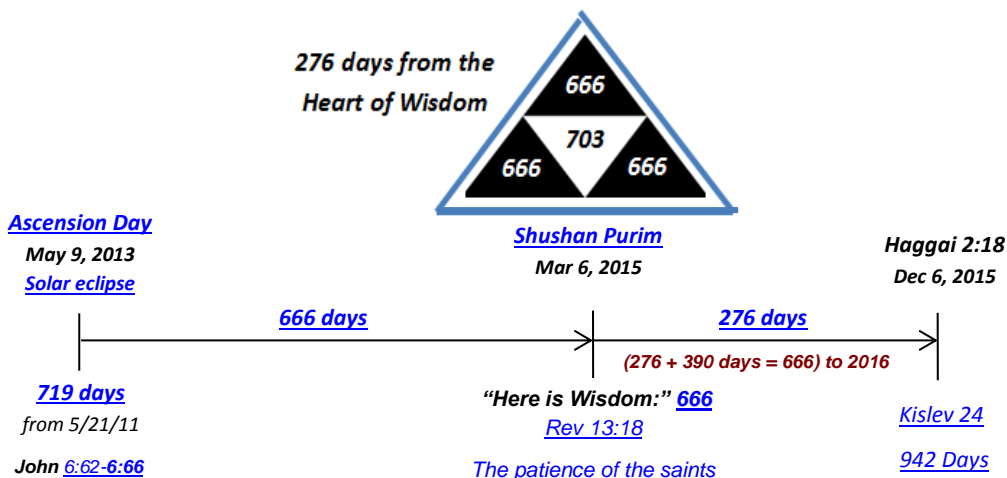 276 days from the
Heart of Wisdom
666
703
666
666
Ascension Day
May 9, 2013
Solar eclipse
Shushan Purim
Mar 6, 2015
Haggai 2:18
Dec 6, 2015
666 days
276 days
(276 + 390 days = 666) to 2016
719 days
from 5/21/11
John 6:62-6:66
“Here is Wisdom:” 666
Rev 13:18
The patience of the saints
Kislev 24
942 Days